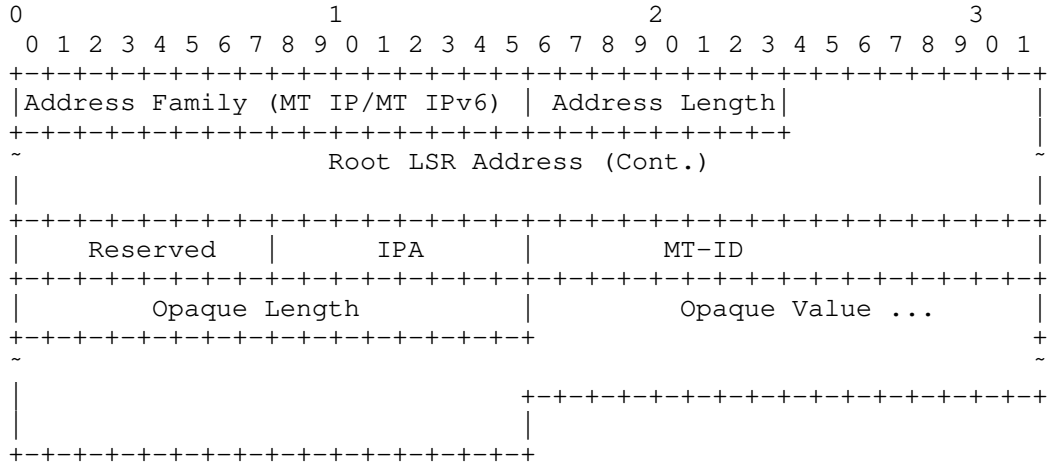 0                   1                   2                   3
 0 1 2 3 4 5 6 7 8 9 0 1 2 3 4 5 6 7 8 9 0 1 2 3 4 5 6 7 8 9 0 1
+-+-+-+-+-+-+-+-+-+-+-+-+-+-+-+-+-+-+-+-+-+-+-+-+-+-+-+-+-+-+-+-+
|Address Family (MT IP/MT IPv6) | Address Length|               |
+-+-+-+-+-+-+-+-+-+-+-+-+-+-+-+-+-+-+-+-+-+-+-+-+               |
~                   Root LSR Address (Cont.)                    ~
|                                                               |
+-+-+-+-+-+-+-+-+-+-+-+-+-+-+-+-+-+-+-+-+-+-+-+-+-+-+-+-+-+-+-+-+
|    Reserved   |      IPA      |        MT-ID                  |
+-+-+-+-+-+-+-+-+-+-+-+-+-+-+-+-+-+-+-+-+-+-+-+-+-+-+-+-+-+-+-+-+
|        Opaque Length          |         Opaque Value ...      |
+-+-+-+-+-+-+-+-+-+-+-+-+-+-+-+-+                               +
~                                                               ~
|                               +-+-+-+-+-+-+-+-+-+-+-+-+-+-+-+-+
|                               |
+-+-+-+-+-+-+-+-+-+-+-+-+-+-+-+-+